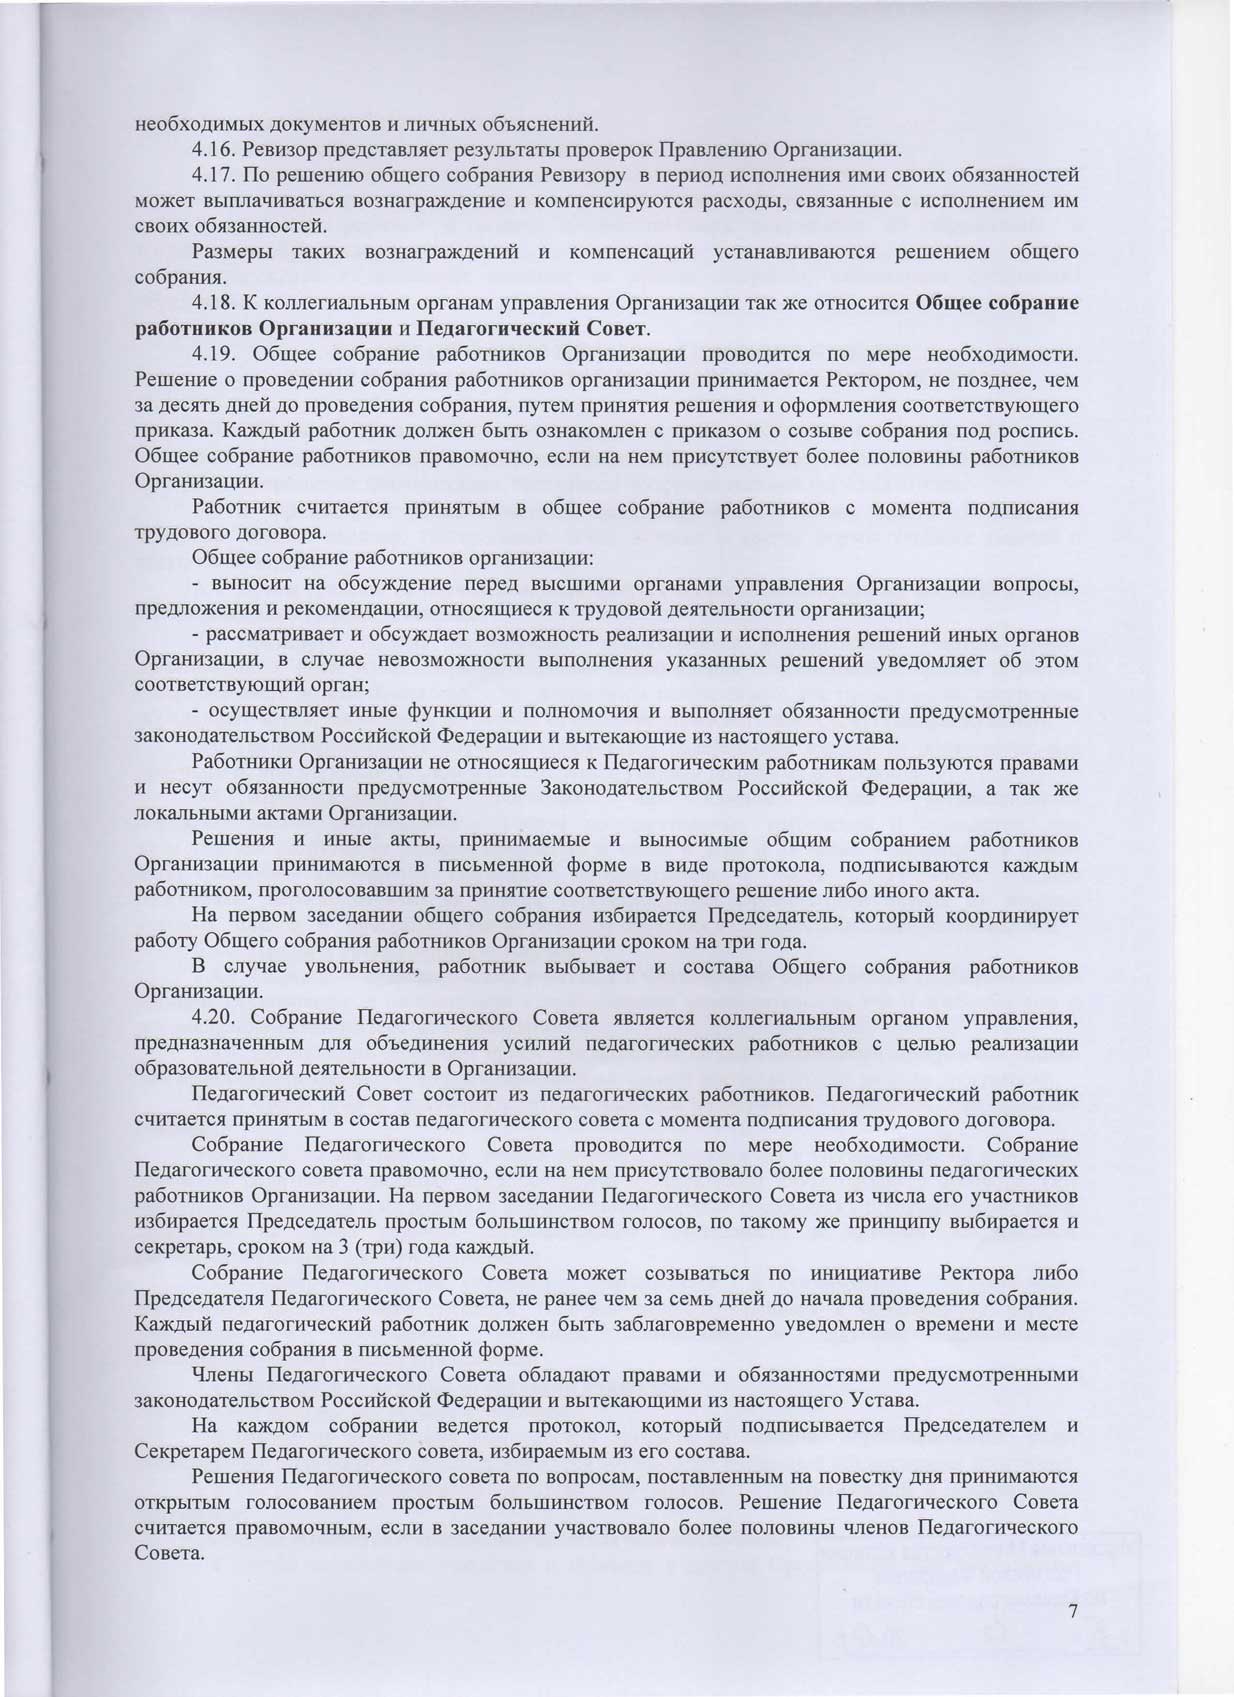 необходимых документов и личных объяснений.
4.16. Ревизор представляет результаты проверок Правлению Организации.
4.17. По решению общего собрания Ревизору в период исполнения ими своих обязанностей
может выплачиваться вознаграждение и компенсируются расходы, связанные с исполнением им
своих обязанностей.
Размеры таких вознаграждений и компенсаций устанавливаются решением общего
собрания.
4.18. К коллегиальным органам управления Организации так же относится Общее собрание
работников Организации и Педагогический Совет.
4.19. Общее собрание работников Организации проводится по мере необходимости.
Решение о проведении собрания работников организации принимается Ректором, не позднее, чем
за десять дней до проведения собрания, путем принятия решения и оформления соответствующего
приказа. Каждый работник должен быть ознакомлен с приказом о созыве собрания под роспись.
Общее собрание работников правомочно, если на нем присутствует более половины работников
Организации.
Работник считается принятым в общее собрание работников с момента подписания
трудового договора.
Общее собрание работников организации:
- выносит на обсуждение перед высшими органами управления Организации вопросы,
предложения и рекомендации, относящиеся к трудовой деятельности организации;
- рассматривает и обсуждает возможность реализации и исполнения решений иных органов
Организации, в случае невозможности выполнения указанных решений уведомляет об этом
соответствующий орган;
- осуществляет иные функции и полномочия и выполняет обязанности предусмотренные
законодательством Российской Федерации и вытекающие из настоящего устава.
Работники Организации не относящиеся к Педагогическим работникам пользуются правами
и несут обязанности предусмотренные Законодательством Российской Федерации, а так же
локальными актами Организации.
Решения и иные акты, принимаемые и выносимые общим собранием работников
Организации принимаются в письменной форме в виде протокола, подписываются каждым
работником, проголосовавшим за принятие соответствующего решение либо иного акта.
На первом заседании общего собрания избирается Председатель, который координирует
работу Общего собрания работников Организации сроком на три года.
В случае увольнения, работник выбывает и состава Общего собрания работников
Организации.
4.20. Собрание Педагогического Совета является коллегиальным органом управления,
предназначенным для объединения усилий педагогических работников с целью реализации
образовательной деятельности в Организации.
Педагогический Совет состоит из педагогических работников. Педагогический работник
считается принятым в состав педагогического совета с момента подписания трудового договора.
Собрание Педагогического Совета проводится по мере необходимости. Собрание
Педагогического совета правомочно, если на нем присутствовало более половины педагогических
работников Организации. На первом заседании Педагогического Совета из числа его участников
избирается Председатель простым большинством голосов, по такому же принципу выбирается и
секретарь, сроком на 3 (три) года каждый.
Собрание Педагогического Совета может созываться по инициативе Ректора либо
Председателя Педагогического Совета, не ранее чем за семь дней до начала проведения собрания.
Каждый педагогический работник должен быть заблаговременно уведомлен о времени и месте
проведения собрания в письменной форме.
Члены Педагогического Совета обладают правами и обязанностями предусмотренными
законодательством Российской Федерации и вытекающими из настоящего Устава.
На каждом собрании ведется протокол, который подписывается Председателем и
Секретарем Педагогического совета, избираемым из его состава.
Решения Педагогического совета по вопросам, поставленным на повестку дня принимаются
открытым голосованием простым большинством голосов. Решение Педагогического Совета
считается правомочным, если в заседании участвовало более половины членов Педагогического
Совета.
7